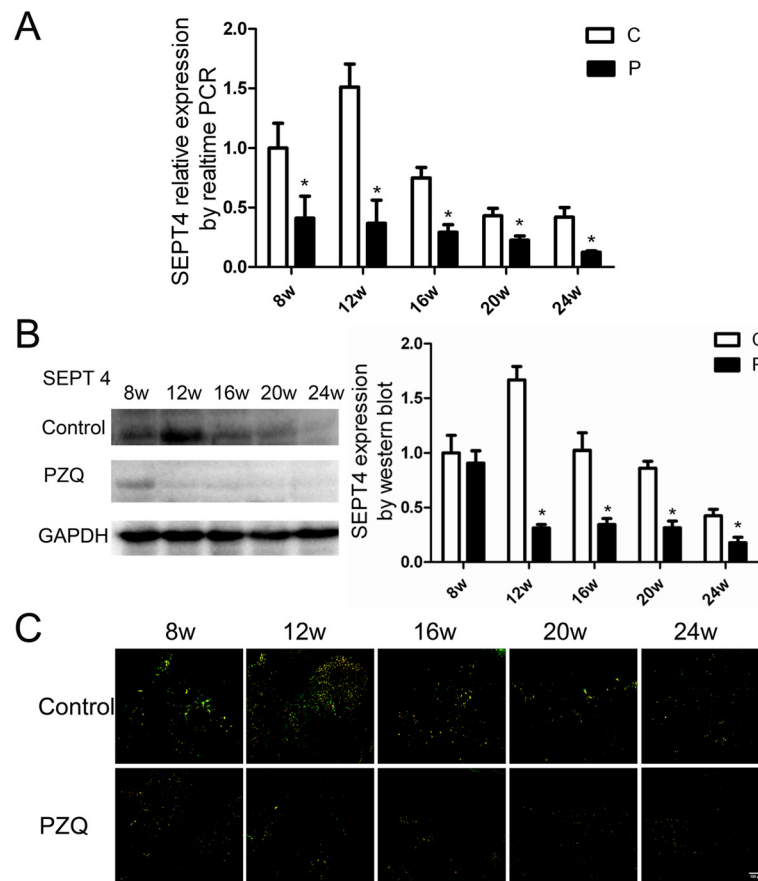 A
SEPT4 relative expression
by realtime PCR
2.0
1.5
1.0
0.5
0.0
C
P
*
*
*
*
*
8w
12w
16w
20w
24w
B
SEPT 4
8w 12w 16w 20w 24w
Control
PZQ
GAPDH
SEPT4 expression
by western blot
2.0
1.5
1.0
0.5
0.0
*
*
*
*
8w
12w
16w
20w
24w
C
8w 12w 16w 20w 24w
Control
PZQ